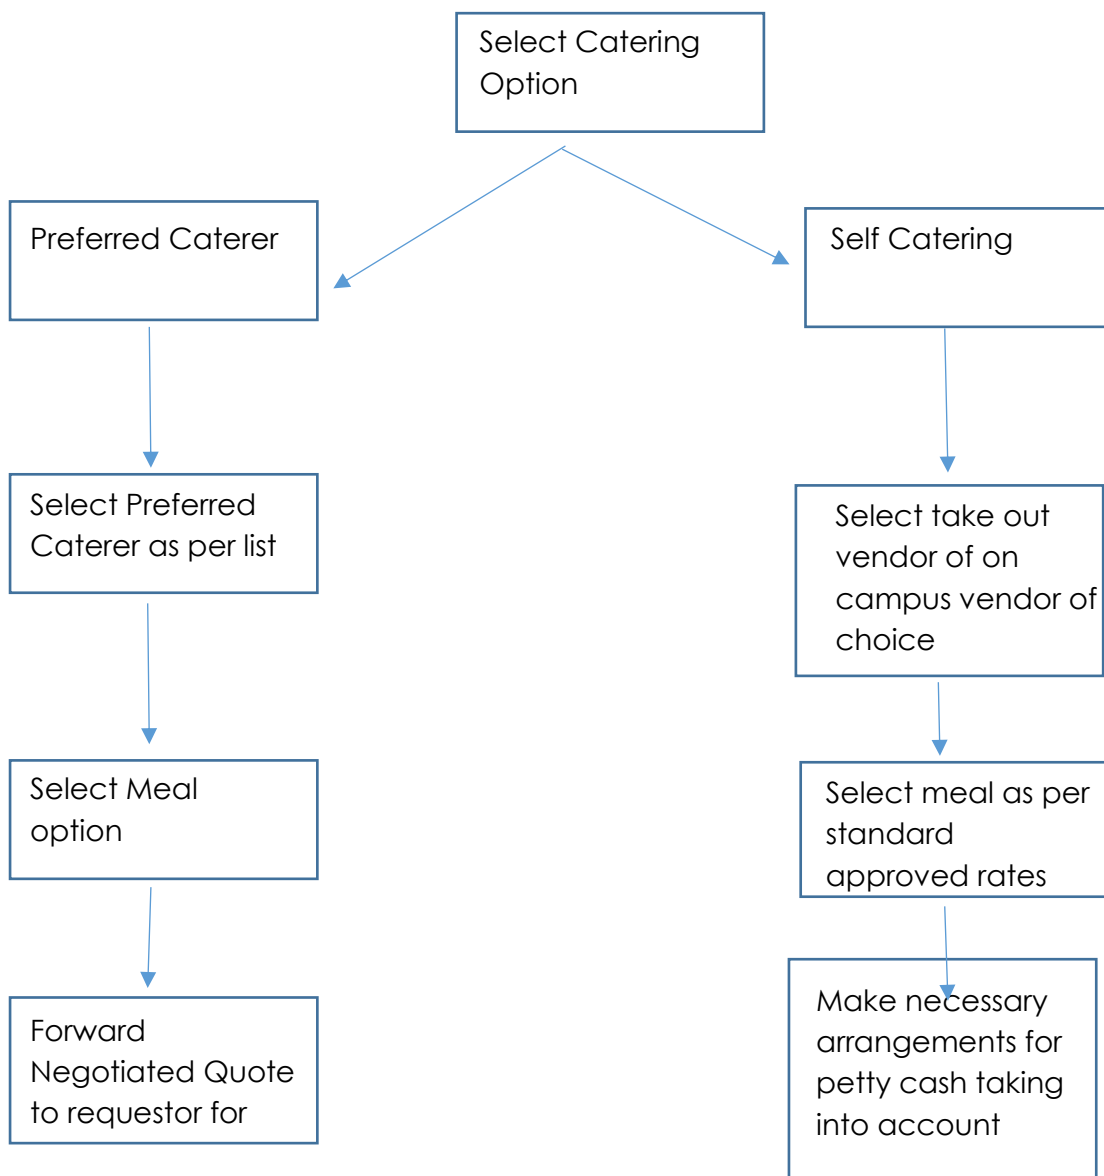 Select Catering
Option
Preferred Caterer
Self Catering
Select Preferred
Caterer as per list
Select take out
vendor of on
campus vendor of
choice
Select Meal
option
Select meal as per
standard
approved rates
Forward
Negotiated Quote
to requestor for
Make necessary
arrangements for
petty cash taking
into account